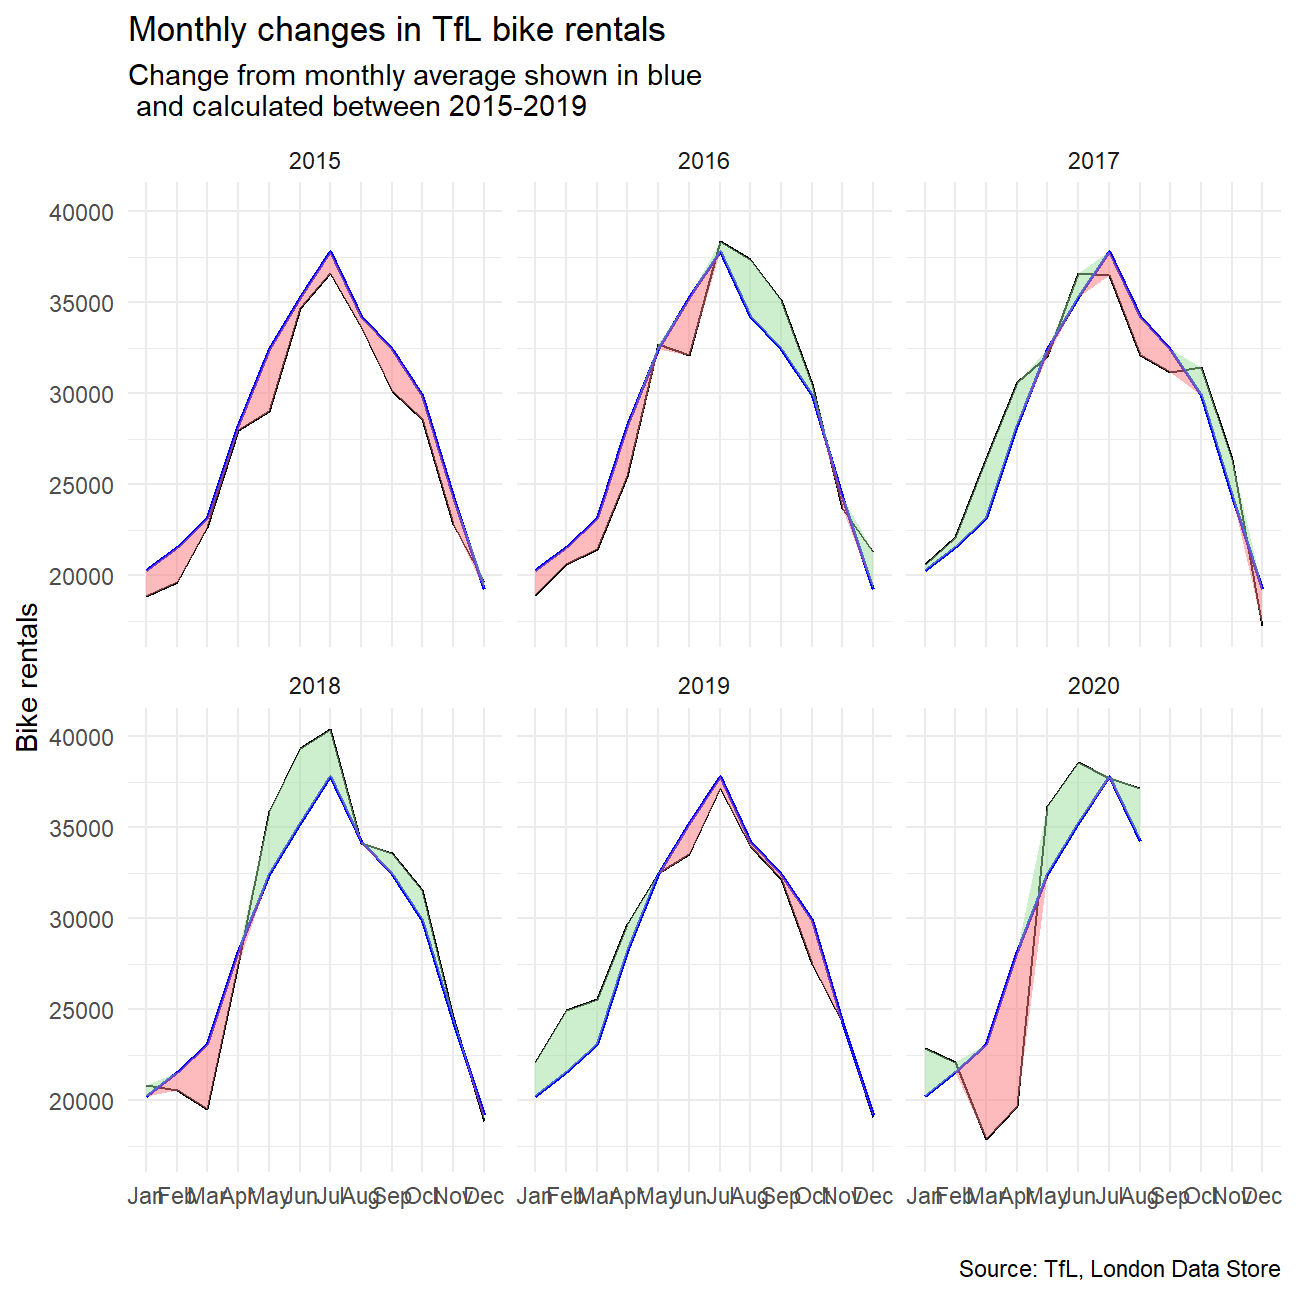 Monthly changes in TfL bike rentals
Change from monthly average shown in blue
and calculated between 2015-2019
2015 2016 2017
40000
35000
30000
25000
20000
Bike rentals
2018 2019 2020
40000
35000
30000
25000
20000
Jan Feb Mar Apr May Jun Jul Aug Sep Oct Nov Dec Jan Feb Mar Apr May Jun Jul Aug Sep Oct Nov Dec Jan Feb Mar Apr May Jun Jul Aug Sep Oct Nov Dec
Source: TfL, London Data Store